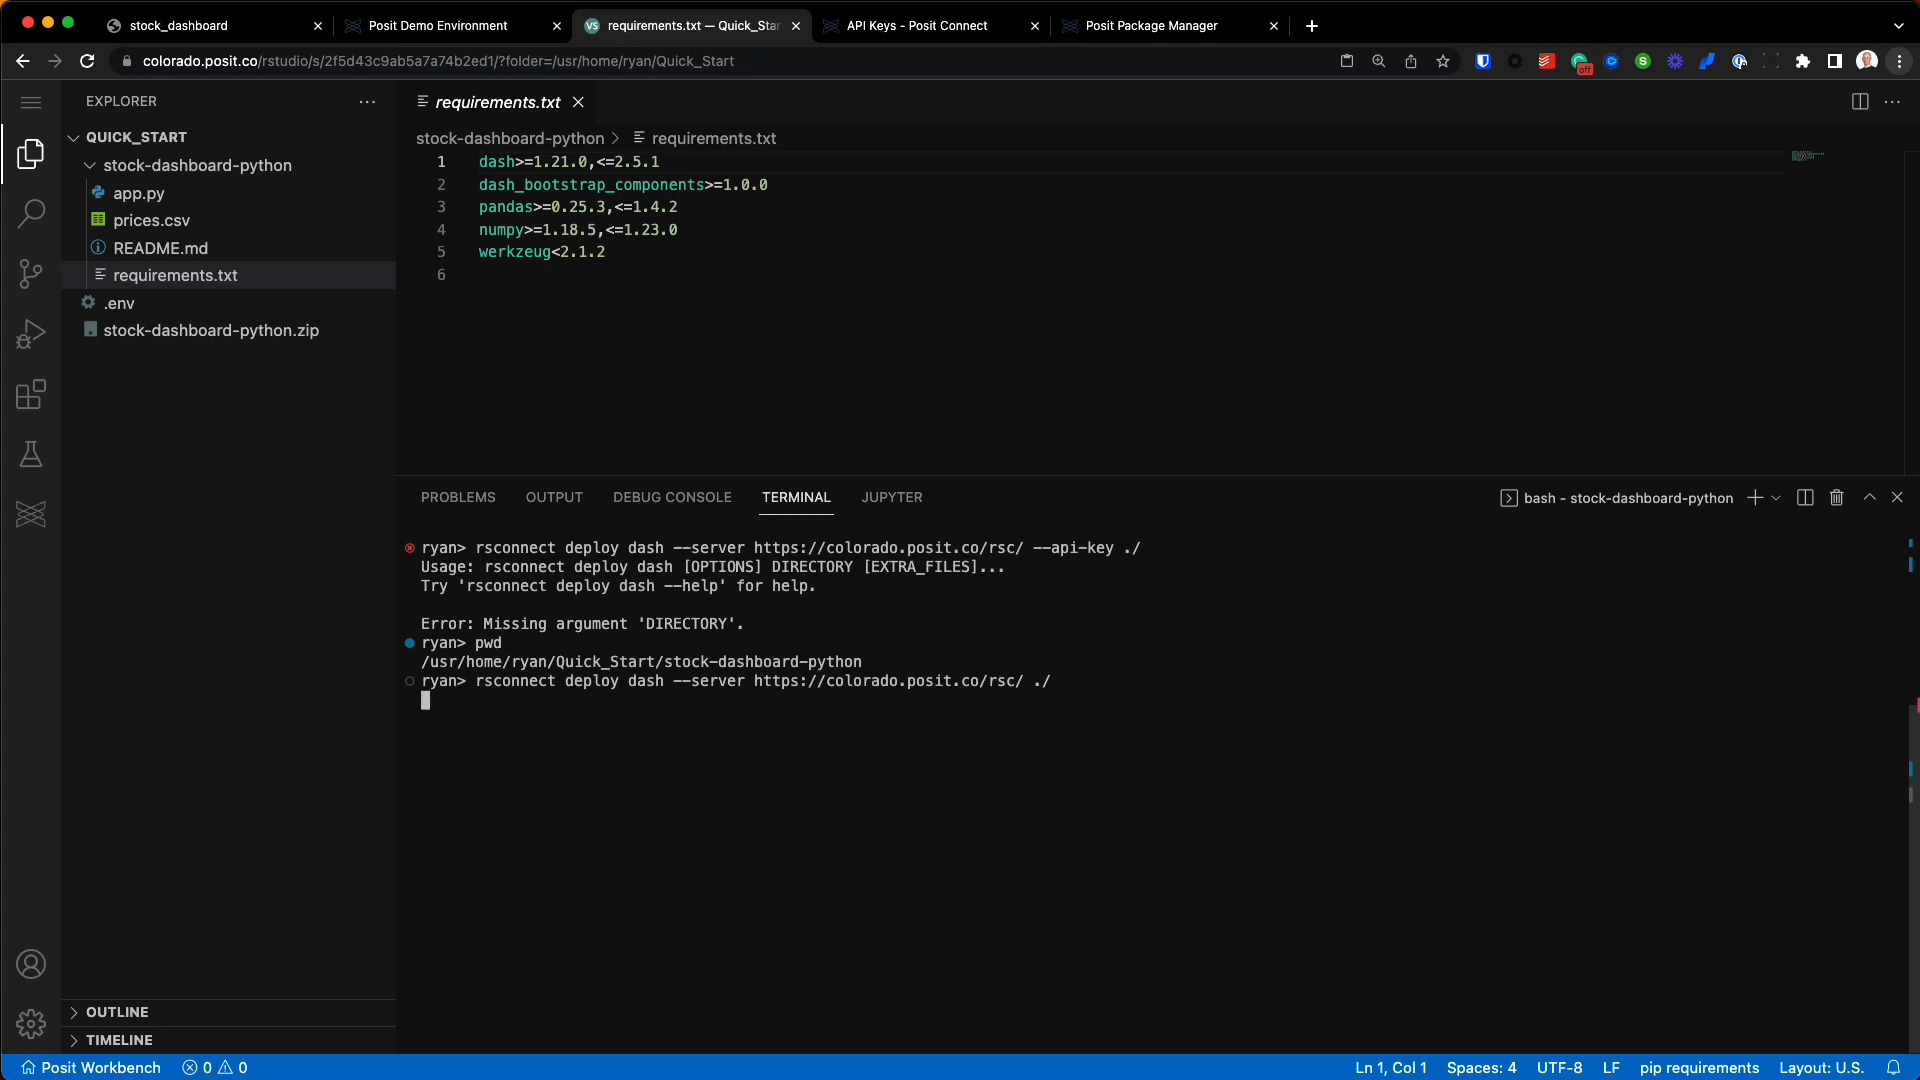 stock_dashboard
Posit Demo Environment
VS requirements.txt — Quick_Star
API Keys - Posit Connect
Posit Package Manager
colorado.posit.co/rstudio/s/2f5d43c9ab5a7a74b2ed1/?folder=/usr/home/ryan/Quick_Start
off
EXPLORER
QUICK_START
stock-dashboard-python
app.py
prices.csv
README.md
requirements.txt
.env
stock-dashboard-python.zip
OUTLINE
TIMELINE
requirements.txt
stock-dashboard-python > requirements.txt
1 dash>=1.21.0,<=2.5.1
2 dash_bootstrap_components>=1.0.0
3 pandas>=0.25.3,<=1.4.2
4 numpy>=1.18.5,<=1.23.0
5 werkzeug<2.1.2
6
PROBLEMS OUTPUT DEBUG CONSOLE TERMINAL JUPYTER
bash - stock-dashboard-python
ryan> rsconnect deploy dash --server https://colorado.posit.co/rsc/ --api-key ./
Usage: rsconnect deploy dash [OPTIONS] DIRECTORY [EXTRA_FILES]...
Try 'rsconnect deploy dash --help' for help.
Error: Missing argument 'DIRECTORY'.
ryan> pwd
/usr/home/ryan/Quick_Start/stock-dashboard-python
ryan> rsconnect deploy dash --server https://colorado.posit.co/rsc/ ./
Posit Workbench 0 0
Ln 1, Col 1 Spaces: 4 UTF-8 LF pip requirements Layout: U.S.